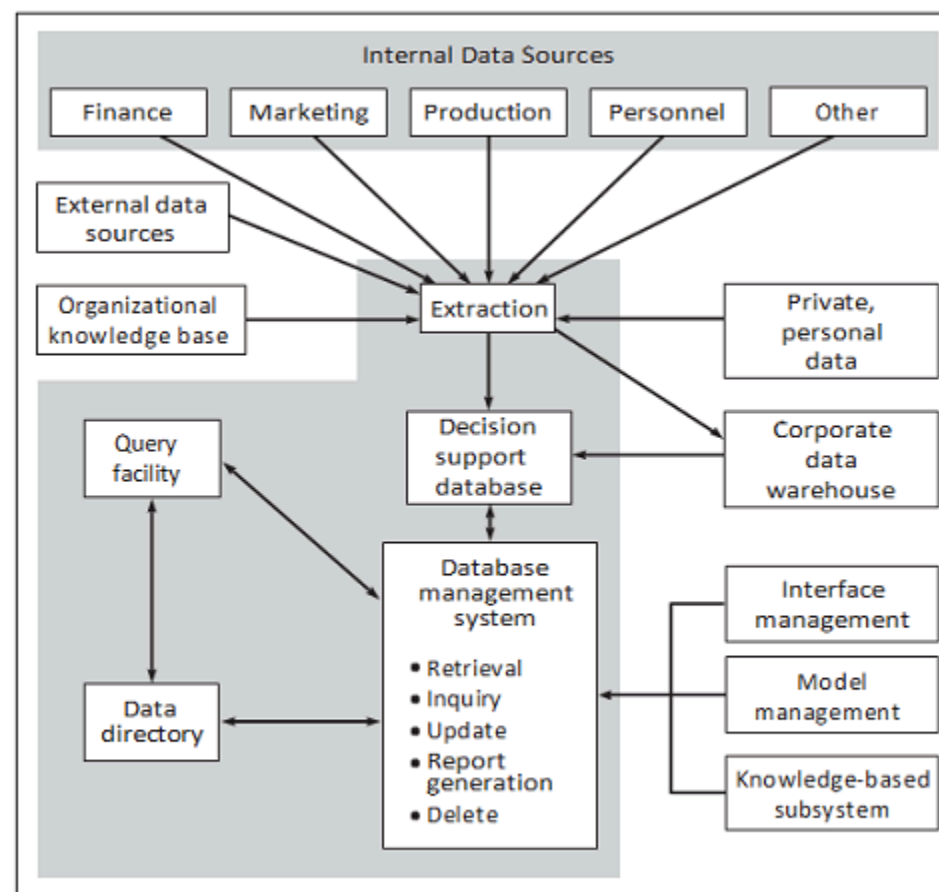 Internal Data Sources
Finance
Marketing
Production
Personnel
Other
External data
sources
Organizational
knowledge base
Extraction
Private,
personal
data
Query
facility
Decision
support
database
Corporate
data
warehouse
Database
management
system
• Retrieval
• Inquiry
• Update
• Report
generation
• Delete
Data
directory
Interface
management
Model
management
Knowledge-based
subsystem